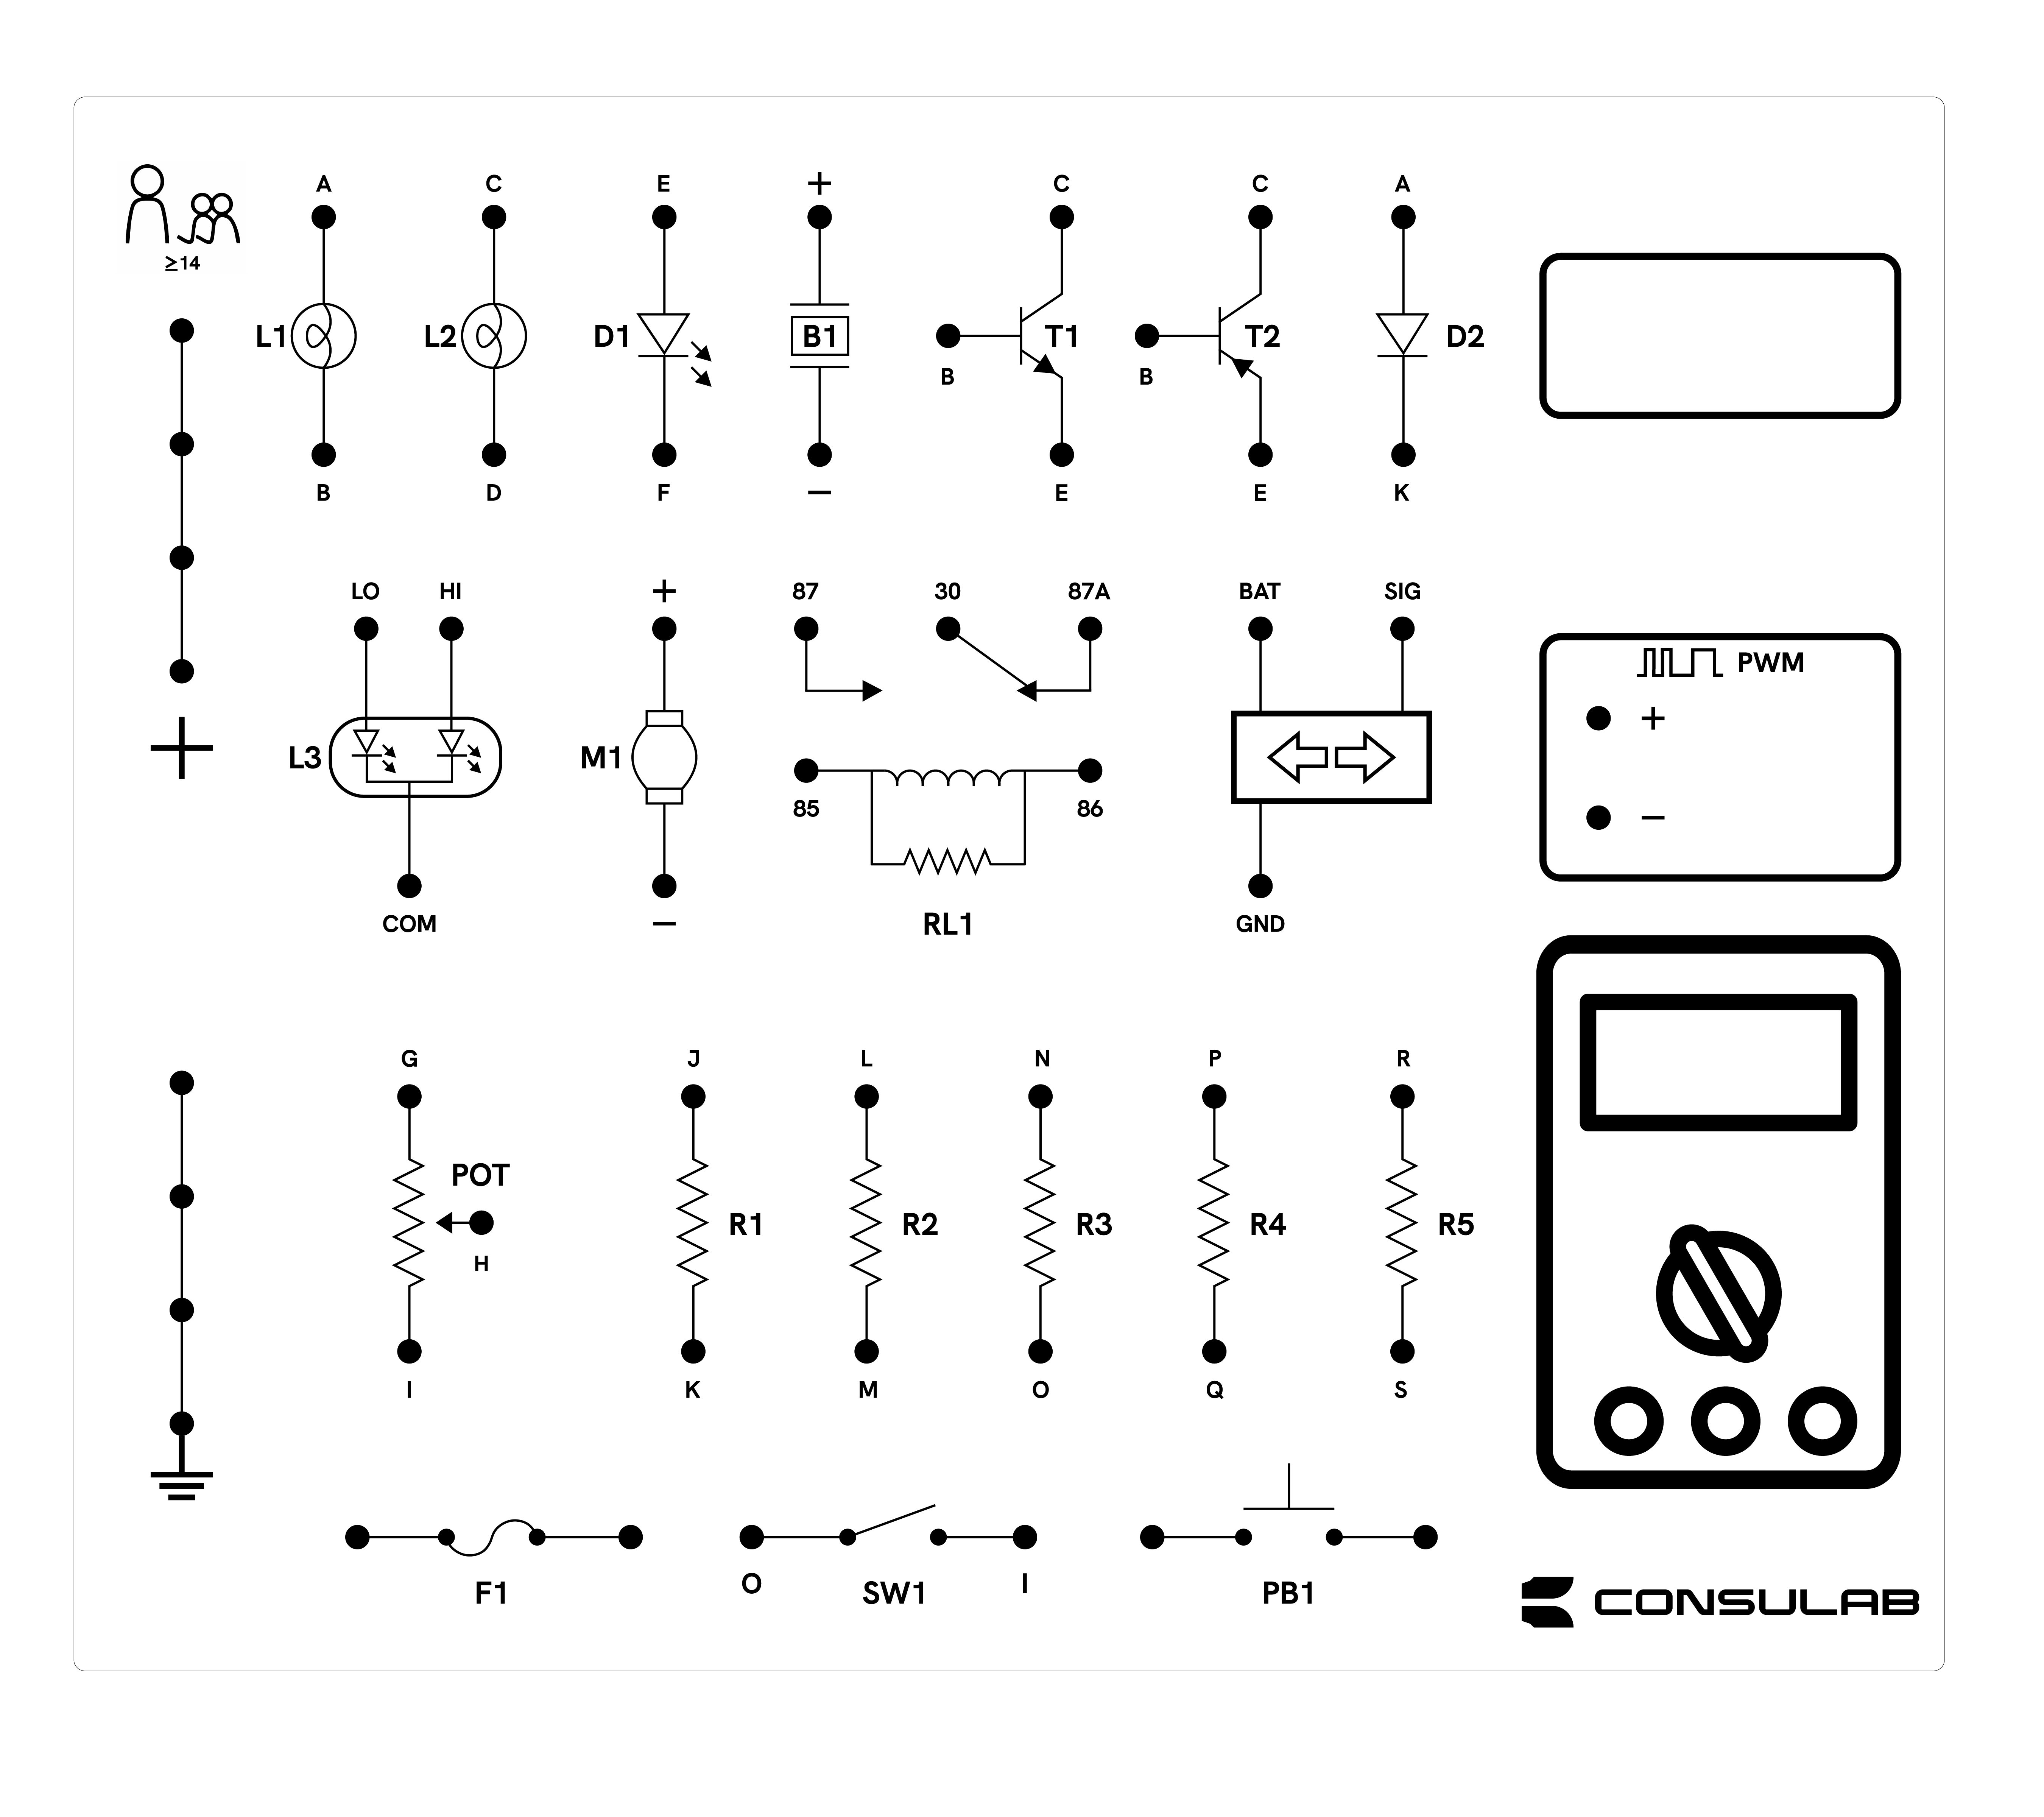 ≥14
A C E + C C A
L1 L2 D1 B1 T1 T2 D2
B B
B D F − E E K
LO HI + 87 30 87A BAT SIG
PWM
+
L3 M1
85 86 −
COM − RL1 GND
+
G J L N P R
POT
R1 R2 R3 R4 R5
H
I K M O Q S
O I
F1 SW1 PB1
CONSULAB